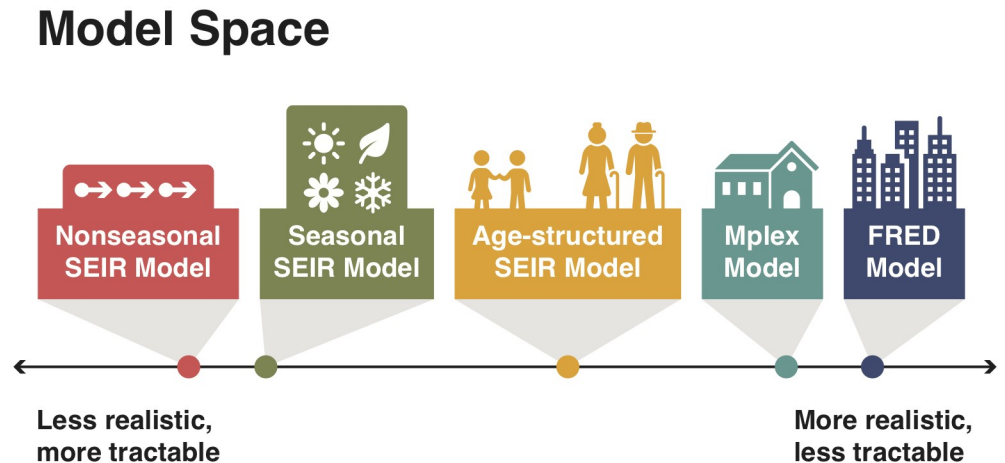 Model Space
Nonseasonal
SEIR Model
Seasonal
SEIR Model
Age-structured
SEIR Model
Mplex
Model
FRED
Model
Less realistic,
more tractable
More realistic,
less tractable